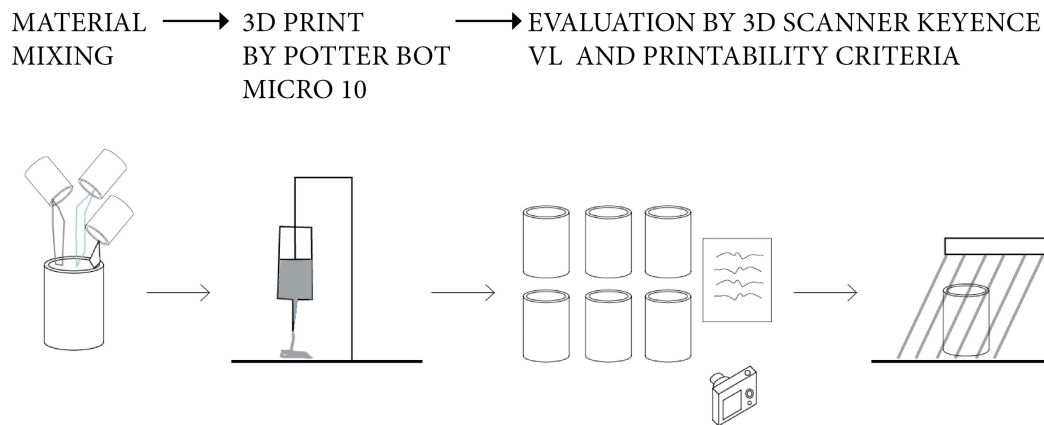 MATERIAL
MIXING
3D PRINT
BY POTTER BOT
MICRO 10
EVALUATION BY 3D SCANNER KEYENCE
VL AND PRINTABILITY CRITERIA